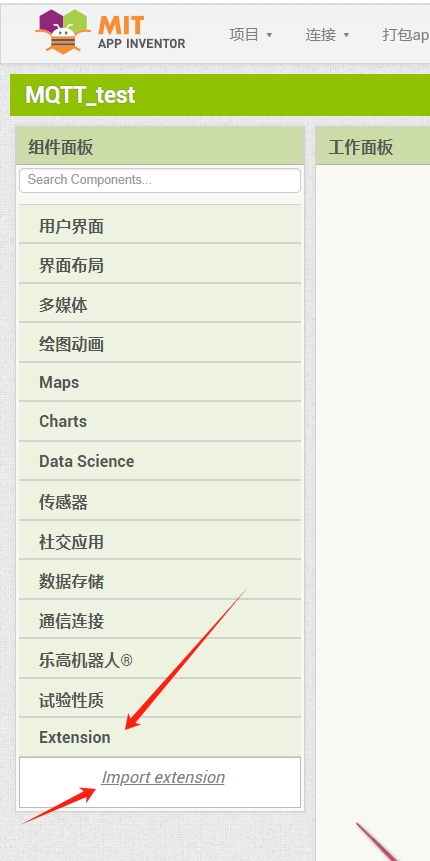 MIT
APP INVENTOR
项目 连接 打包ap
MQTT_test
组件面板
工作面板
Search Components...
用户界面
界面布局
多媒体
绘图动画
Maps
Charts
Data Science
传感器
社交应用
数据存储
通信连接
乐高机器人®
试验性质
Extension
Import extension